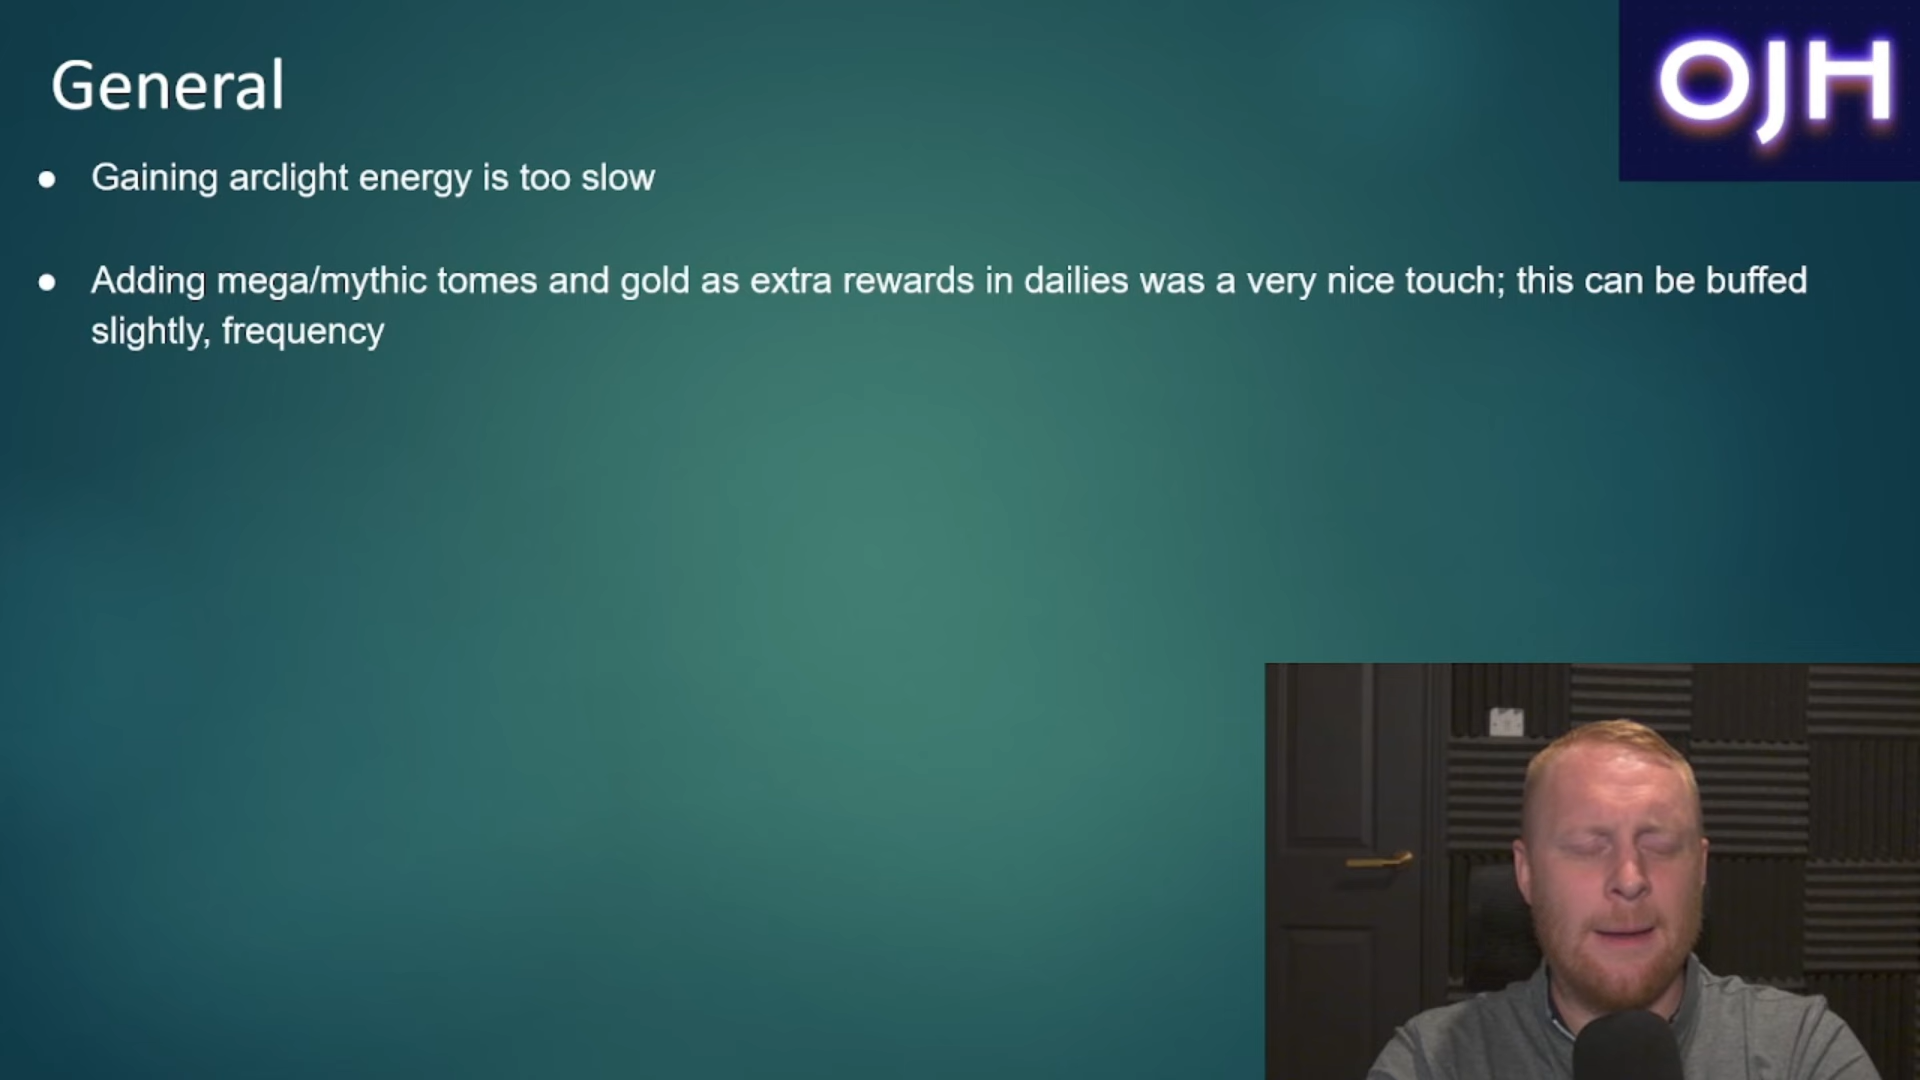 General
OJH
● Gaining arclight energy is too slow
● Adding mega/mythic tomes and gold as extra rewards in dailies was a very nice touch; this can be buffed
slightly, frequency